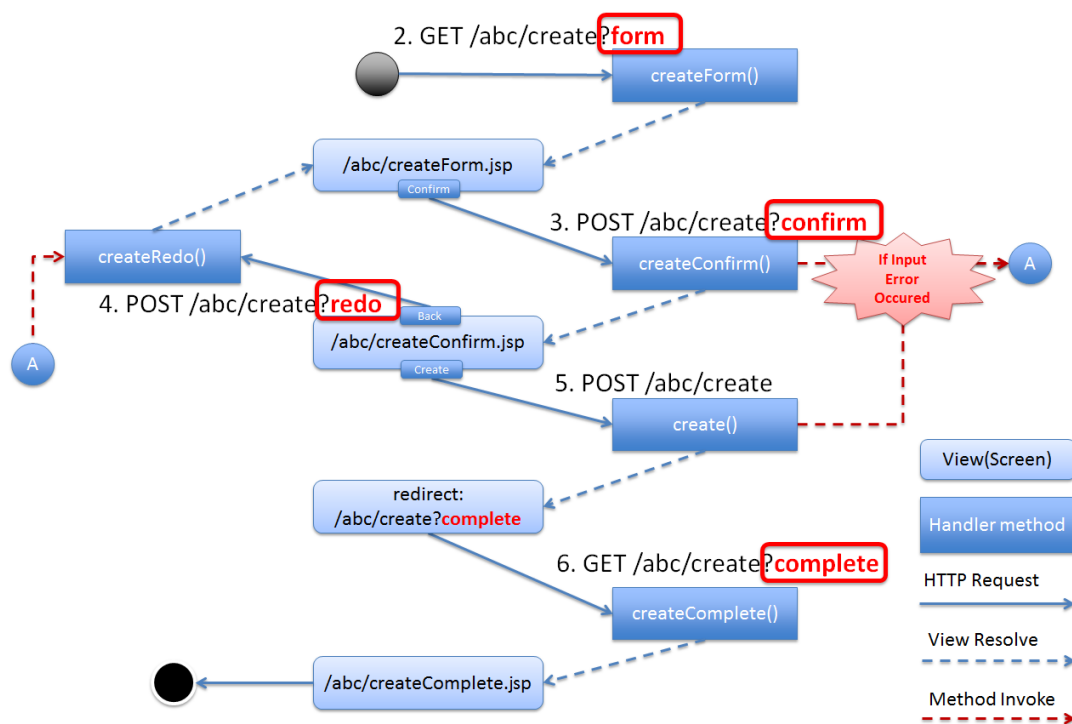 2. GET /abc/create?form
createForm()
/abc/createForm.jsp
Confirm
3. POST /abc/create?confirm
createRedo()
createConfirm()
If Input
Error
Occured
A
4. POST /abc/create?redo
Back
/abc/createConfirm.jsp
A
Create
5. POST /abc/create
create()
View(Screen)
redirect:
/abc/create?complete
Handler method
6. GET /abc/create?complete
HTTP Request
createComplete()
View Resolve
/abc/createComplete.jsp
Method Invoke